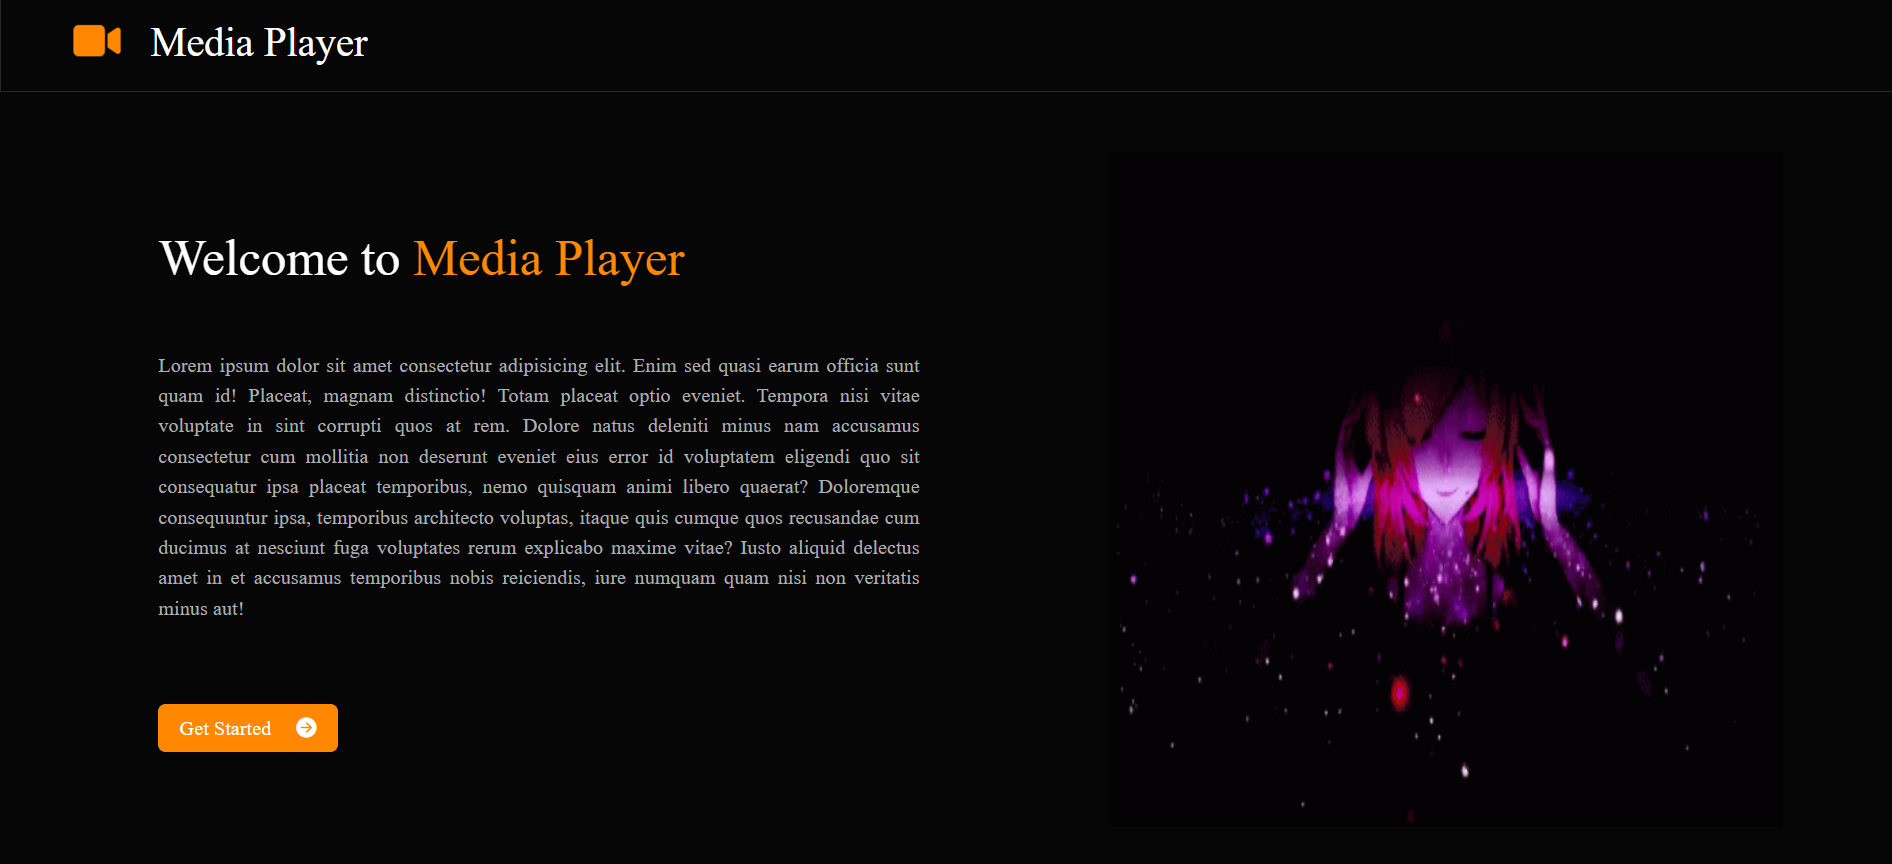 Media Player
Welcome to Media Player
Lorem ipsum dolor sit amet consectetur adipisicing elit. Enim sed quasi earum officia sunt
quam id! Placeat, magnam distinctio! Totam placeat optio eveniet. Tempora nisi vitae
voluptate in sint corrupti quos at rem. Dolore natus deleniti minus nam accusamus
consectetur cum mollitia non deserunt eveniet eius error id voluptatem eligendi quo sit
consequatur ipsa placeat temporibus, nemo quisquam animi libero quaerat? Doloremque
consequuntur ipsa, temporibus architecto voluptas, itaque quis cumque quos recusandae cum
ducimus at nesciunt fuga voluptates rerum explicabo maxime vitae? Iusto aliquid delectus
amet in et accusamus temporibus nobis reiciendis, iure numquam quam nisi non veritatis
minus aut!
Get Started